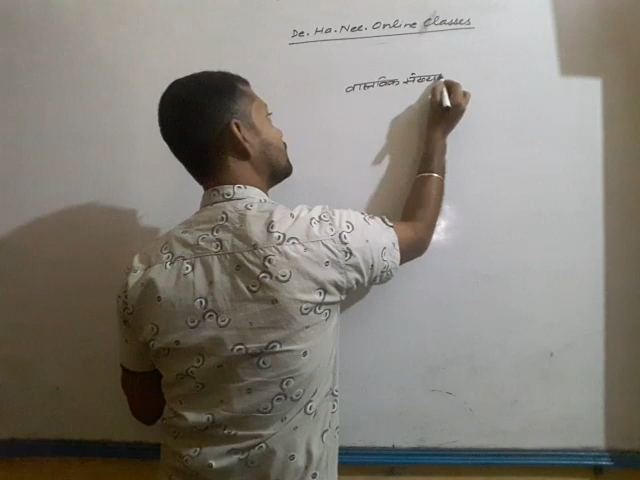 De. Ha. Nee. Online Classes
वास्तविक संख्या